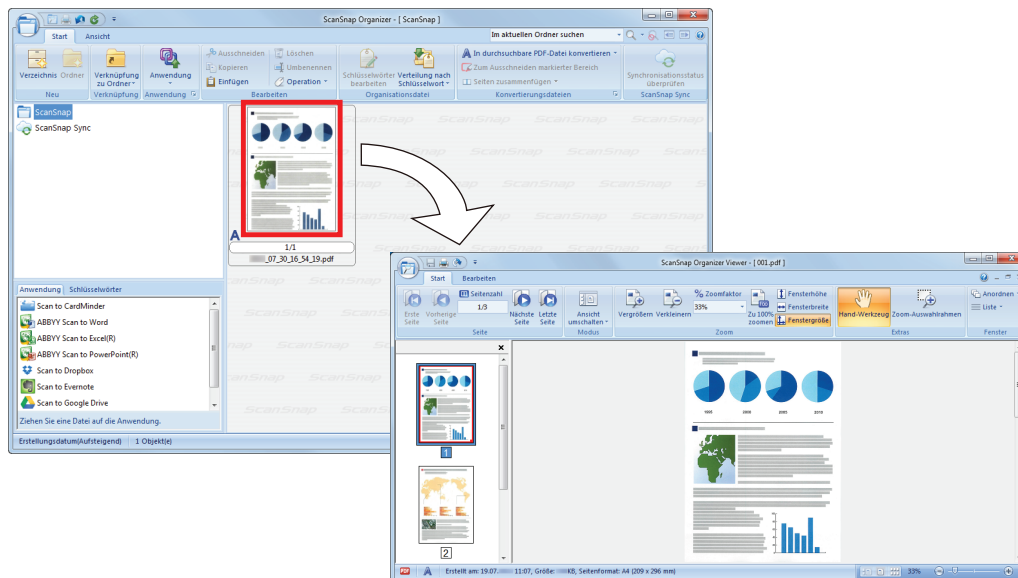 ScanSnap Organizer - [ ScanSnap ]
Start Ansicht
Im aktuellen Ordner suchen
Ausschneiden Löschen
In durchsuchbare PDF-Datei konvertieren
Kopieren Umbenennen
Zum Ausschneiden markierter Bereich
Einfügen Operation
Seiten zusammenfügen
Verzeichnis Ordner Verknüpfung zu Ordner Anwendung
Schlüsselwörter bearbeiten Verteilung nach Schlüsselwort
Synchronisationsstatus überprüfen
Neu Verknüpfung Anwendung Bearbeiten Organisationsdatei Konvertierungsdateien ScanSnap Sync
ScanSnap
ScanSnap Sync
A
1/1
_07_30_16_54_19.pdf
Anwendung Schlüsselwörter
Scan to CardMinder
ABBYY Scan to Word
ABBYY Scan to Excel(R)
ABBYY Scan to PowerPoint(R)
Scan to Dropbox
Scan to Evernote
Scan to Google Drive
Ziehen Sie eine Datei auf die Anwendung.
Erstellungsdatum(Aufsteigend) 1 Objekt(e)
ScanSnap Organizer Viewer - [ 001.pdf ]
Start Bearbeiten
Erste Seite
Vorherige Seite
Seitenzahl
1/3
Nächste Seite
Letzte Seite
Ansicht umschalten
Vergrößern Verkleinern
% Zoomfaktor
33%
Zu 100% zoomen
Fensterhöhe
Fensterbreite
Fenstergröße
Hand-Werkzeug Zoom-Auswahlrahmen
Anordnen
Liste
Seite Modus Zoom Extras Fenster
1
2
1995 2000 2005 2010
PDF A Erstellt am: 19.07. 11:07, Größe: KB, Seitenformat: A4 (209 x 296 mm)
33%